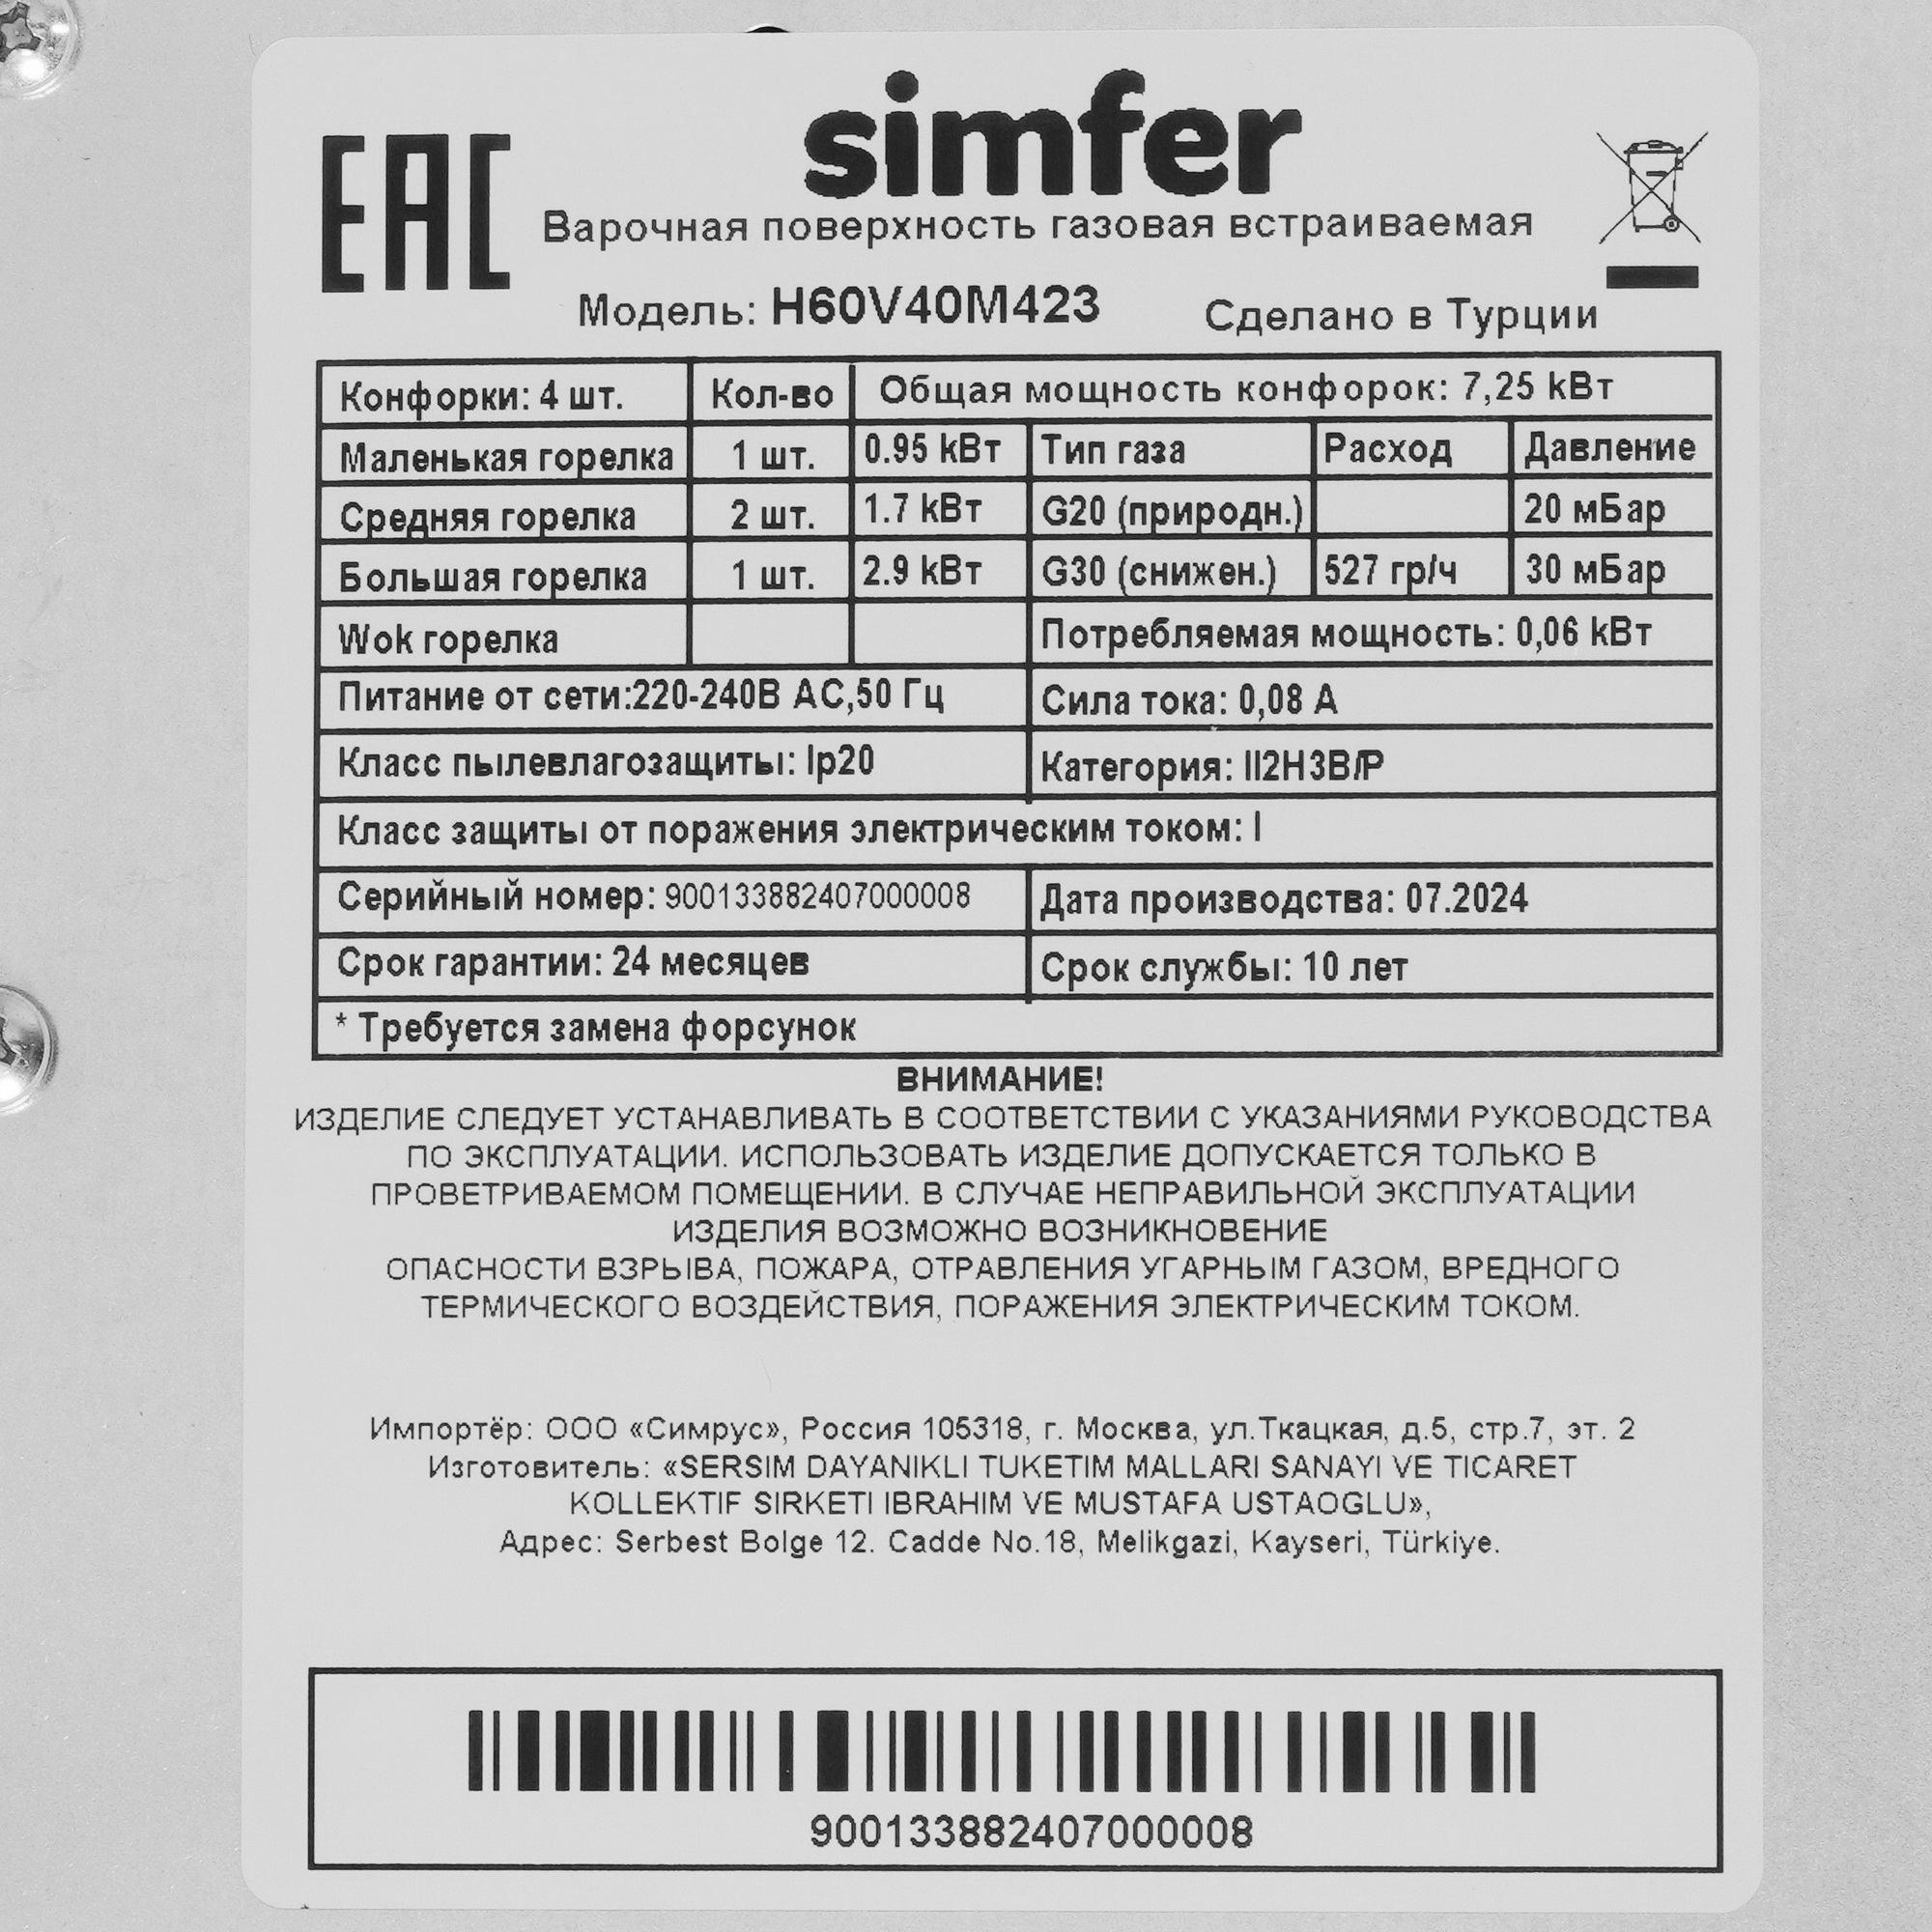 EAC
simfer
Варочная поверхность газовая встраиваемая
Модель: H60V40M423
Сделано в Турции
Конфорки: 4 шт. Кол-во Общая мощность конфорок: 7,25 kВт
Маленькая горелка 1 шт. 0.95 kВт Тип газа Расход Давление
Средняя горелка 2 шт. 1.7 kВт G20 (природн.) 20 мБар
Большая горелка 1 шт. 2.9 kВт G30 (снижен.) 527 гр/ч 30 мБар
Wok горелка Потребляемая мощность: 0,06 kВт
Питание от сети:220-240В AC,50 Гц Сила тока: 0,08 А
Класс пылевлагозащиты: Ip20 Категория: II2H3B/P
Класс защиты от поражения электрическим током: I
Серийный номер: 900133882407000008 Дата производства: 07.2024
Срок гарантии: 24 месяцев Срок службы: 10 лет
* Требуется замена форсунок
ВНИМАНИЕ!
ИЗДЕЛИЕ СЛЕДУЕТ УСТАНАВЛИВАТЬ В СООТВЕТСТВИИ С УКАЗАНИЯМИ РУКОВОДСТВА
ПО ЭКСПЛУАТАЦИИ. ИСПОЛЬЗОВАТЬ ИЗДЕЛИЕ ДОПУСКАЕТСЯ ТОЛЬКО В
ПРОВЕТРИВАЕМОМ ПОМЕЩЕНИИ. В СЛУЧАЕ НЕПРАВИЛЬНОЙ ЭКСПЛУАТАЦИИ
ИЗДЕЛИЯ ВОЗМОЖНО ВОЗНИКНОВЕНИЕ
ОПАСНОСТИ ВЗРЫВА, ПОЖАРА, ОТРАВЛЕНИЯ УГАРНЫМ ГАЗОМ, ВРЕДНОГО
ТЕРМИЧЕСКОГО ВОЗДЕЙСТВИЯ, ПОРАЖЕНИЯ ЭЛЕКТРИЧЕСКИМ ТОКОМ.
Импортёр: ООО «Симрус», Россия 105318, г. Москва, ул.Ткацкая, д.5, стр.7, эт. 2
Изготовитель: «SERSIM DAYANIKLI TUKETIM MALLARI SANAYI VE TICARET
KOLLEKTIF SIRKETI IBRAHIM VE MUSTAFA USTAOGLU»,
Адрес: Serbest Bolge 12. Cadde No.18, Melikgazi, Kayseri, Türkiye.
900133882407000008